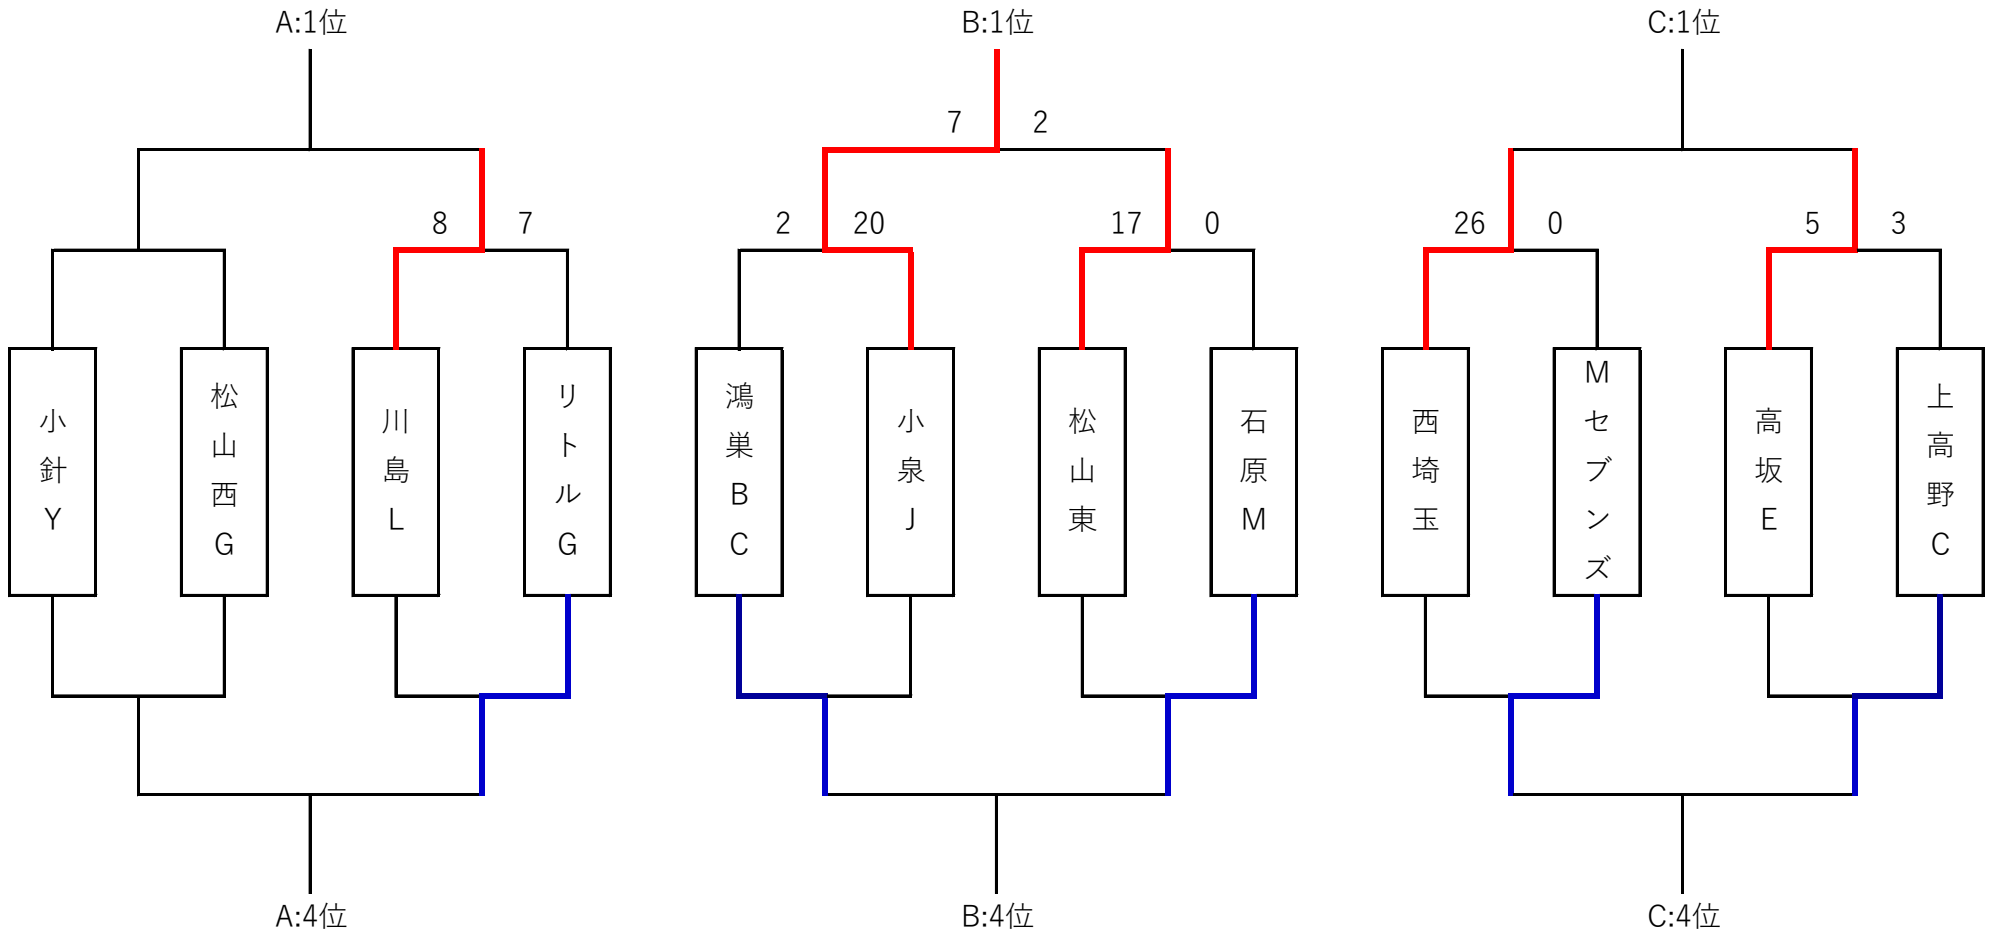 A:1位
B:1位
C:1位
7 2
8 7
2 20
17 0
26 0
5 3
小針Y
松山西G
川島L
リトルG
鴻巣BC
小泉J
松山東
石原M
西埼玉
Mセブンズ
高坂E
上高野C
A:4位
B:4位
C:4位